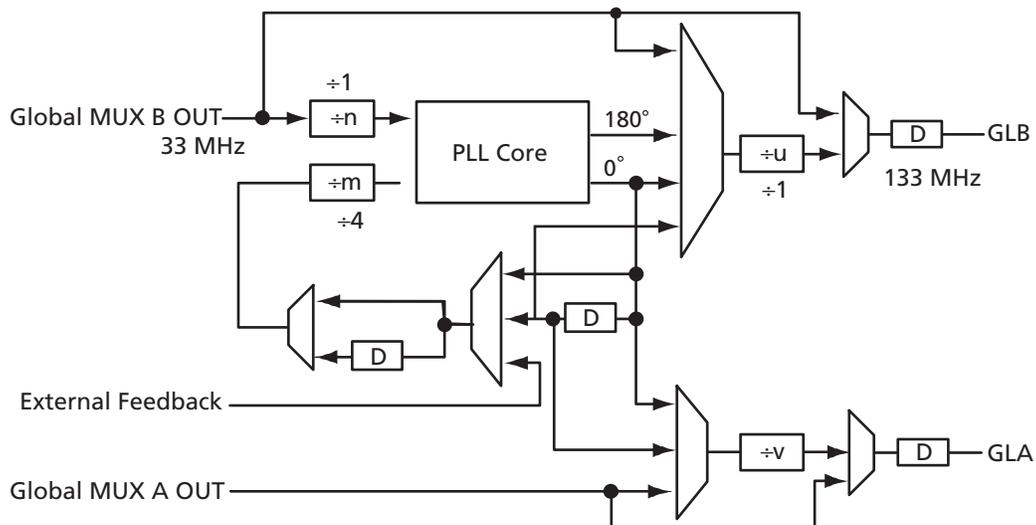 ÷1
Global MUX B OUT
÷n
33 MHz
PLL Core
180°
0°
÷u
÷1
D
GLB
133 MHz
÷m
÷4
D
D
External Feedback
÷v
D
GLA
Global MUX A OUT